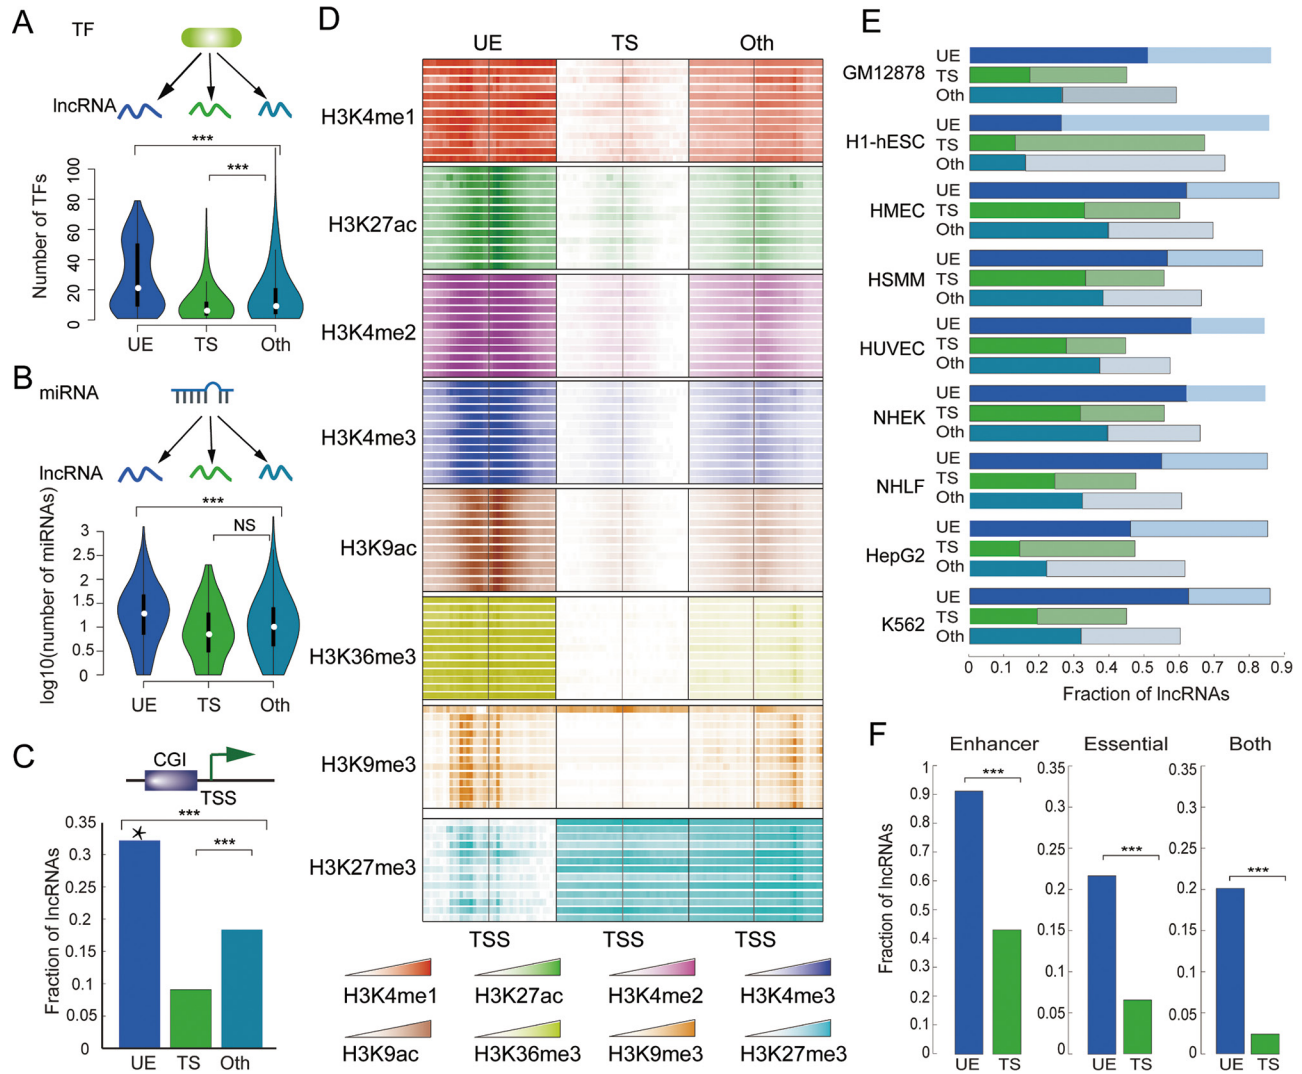 A
TF
lncRNA
***
***
Number of TFs
100
80
60
40
20
0
UE TS Oth
B
miRNA
lncRNA
***
NS
log10(number of miRNAs)
3
2.5
2
1.5
1
0.5
0
UE TS Oth
C
CGI
TSS
***
***
Fraction of lncRNAs
0.35
0.3
0.25
0.2
0.15
0.1
0.05
0
UE TS Oth
D
UE TS Oth
H3K4me1
H3K27ac
H3K4me2
H3K4me3
H3K9ac
H3K36me3
H3K9me3
H3K27me3
TSS TSS TSS
H3K4me1 H3K27ac H3K4me2 H3K4me3
H3K9ac H3K36me3 H3K9me3 H3K27me3
E
GM12878
UE
TS
Oth
H1-hESC
UE
TS
Oth
HMEC
UE
TS
Oth
HSMM
UE
TS
Oth
HUVEC
UE
TS
Oth
NHEK
UE
TS
Oth
NHLF
UE
TS
Oth
HepG2
UE
TS
Oth
K562
UE
TS
Oth
0 0.1 0.2 0.3 0.4 0.5 0.6 0.7 0.8 0.9
Fraction of lncRNAs
F
Enhancer
***
Fraction of lncRNAs
1
0.9
0.8
0.7
0.6
0.5
0.4
0.3
0.2
0.1
0
UE TS
Essential
***
0.35
0.3
0.25
0.2
0.15
0.1
0.05
0
UE TS
Both
***
0.35
0.3
0.25
0.2
0.15
0.1
0.05
0
UE TS